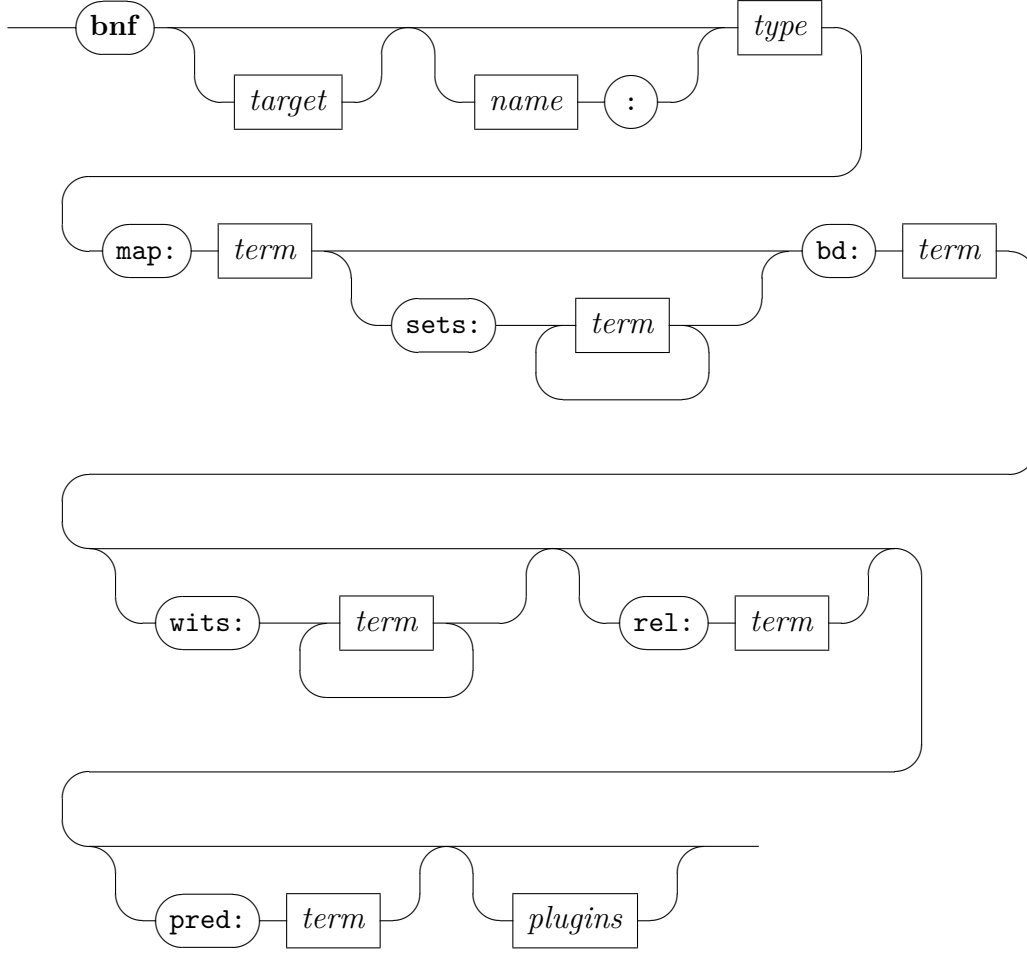 bnf type
target name :
map: term bd: term
sets: term
wits: term rel: term
pred: term plugins